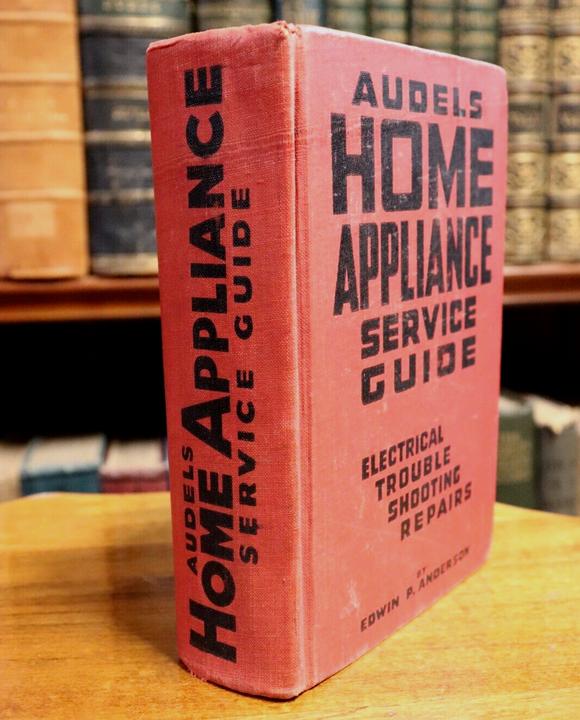 AUDELS
HOME APPLIANCE
SERVICE GUIDE
AUDELS
HOME
APPLIANCE
SERVICE
GUIDE
ELECTRICAL
TROUBLE
SHOOTING
REPAIRS
BY
EDWIN P. ANDERSON